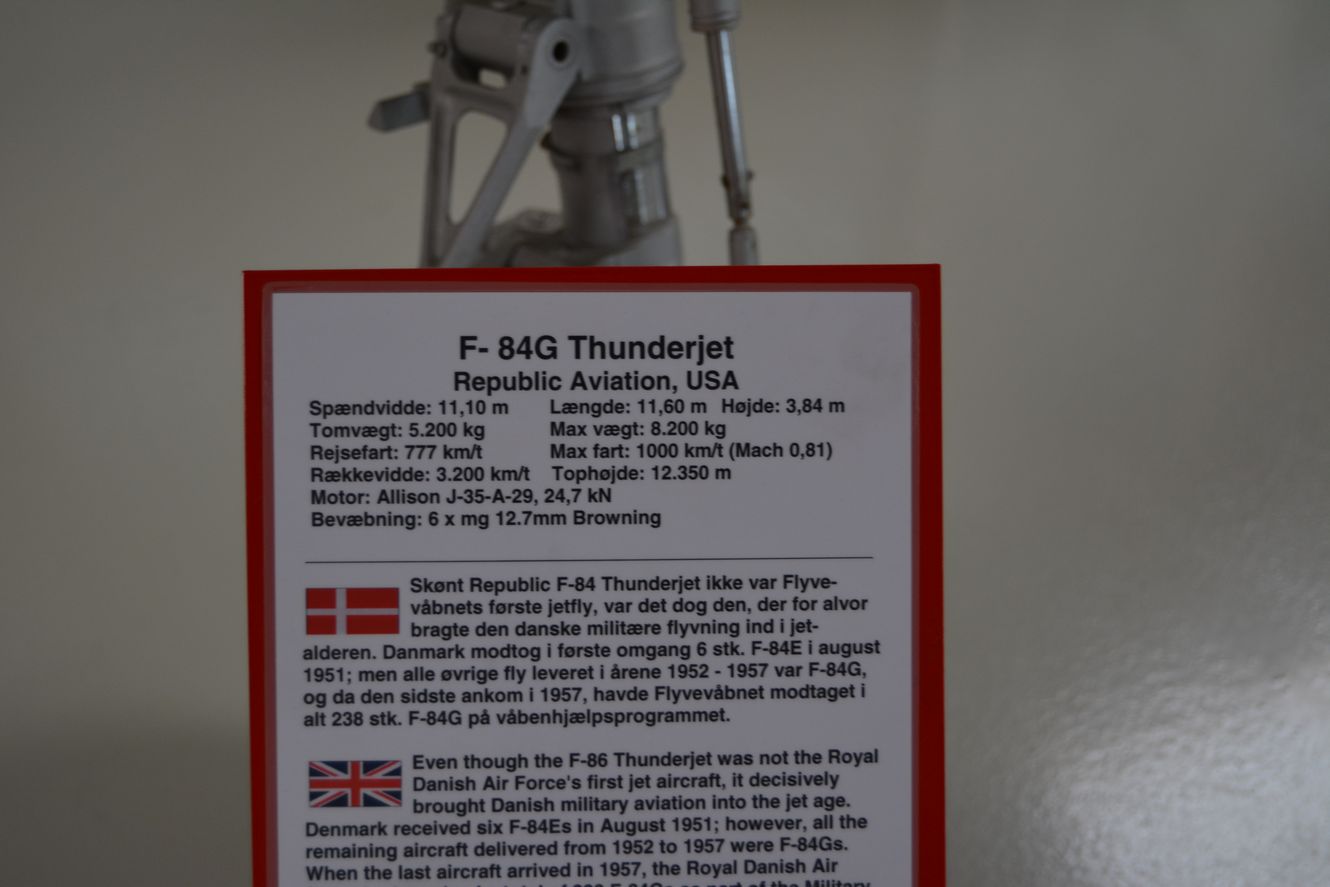 F- 84G Thunderjet
Republic Aviation, USA
Spændvidde: 11,10 m Længde: 11,60 m Højde: 3,84 m
Tomvægt: 5.200 kg Max vægt: 8.200 kg
Rejsefart: 777 km/t Max fart: 1000 km/t (Mach 0,81)
Rækkevidde: 3.200 km/t Tophøjde: 12.350 m
Motor: Allison J-35-A-29, 24,7 kN
Bevæbning: 6 x mg 12.7mm Browning
Skønt Republic F-84 Thunderjet ikke var Flyve-
våbnets første jetfly, var det dog den, der for alvor
bragte den danske militære flyvning ind i jet-
alderen. Danmark modtog i første omgang 6 stk. F-84E i august
1951; men alle øvrige fly leveret i årene 1952 - 1957 var F-84G,
og da den sidste ankom i 1957, havde Flyvevåbnet modtaget i
alt 238 stk. F-84G på våbenhjælpsprogrammet.
Even though the F-86 Thunderjet was not the Royal
Danish Air Force's first jet aircraft, it decisively
brought Danish military aviation into the jet age.
Denmark received six F-84Es in August 1951; however, all the
remaining aircraft delivered from 1952 to 1957 were F-84Gs.
When the last aircraft arrived in 1957, the Royal Danish Air
F-84Gs as part of the Military